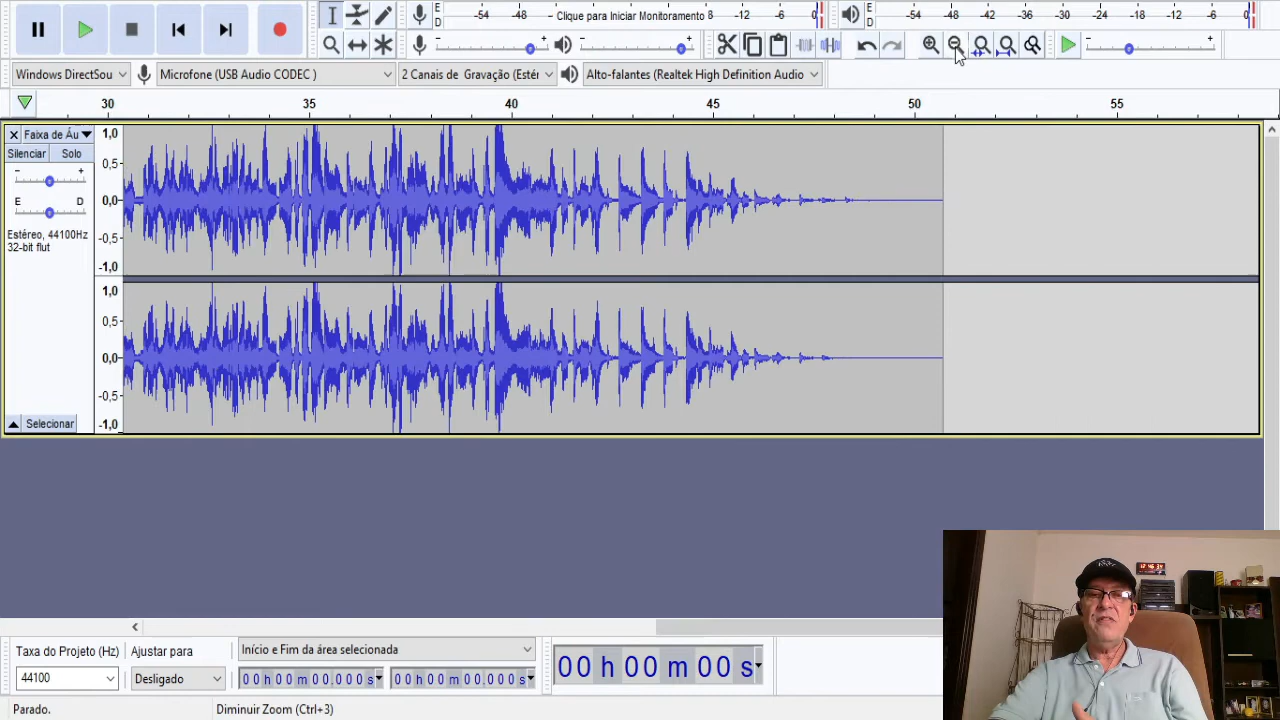 E
D
-54 -48 Clique para Iniciar Monitoramento 8 -12 -6 0
E
D
-54 -48 -42 -36 -30 -24 -18 -12 -6 0
- +
- +
- +
Windows DirectSou
Microfone (USB Audio CODEC )
2 Canais de Gravação (Estér
Alto-falantes (Realtek High Definition Audio
30 35 40 45 50 55
Faixa de Áu
Silenciar Solo
- +
E D
Estéreo, 44100Hz
32-bit flut
Selecionar
1,0
0,5
0,0
-0,5
-1,0
1,0
0,5
0,0
-0,5
-1,0
Taxa do Projeto (Hz)
Ajustar para
Início e Fim da área selecionada
44100
Desligado
00 h 00 m 00.000 s
00 h 00 m 00.000 s
00 h 00 m 00 s
Parado.
Diminuir Zoom (Ctrl+3)